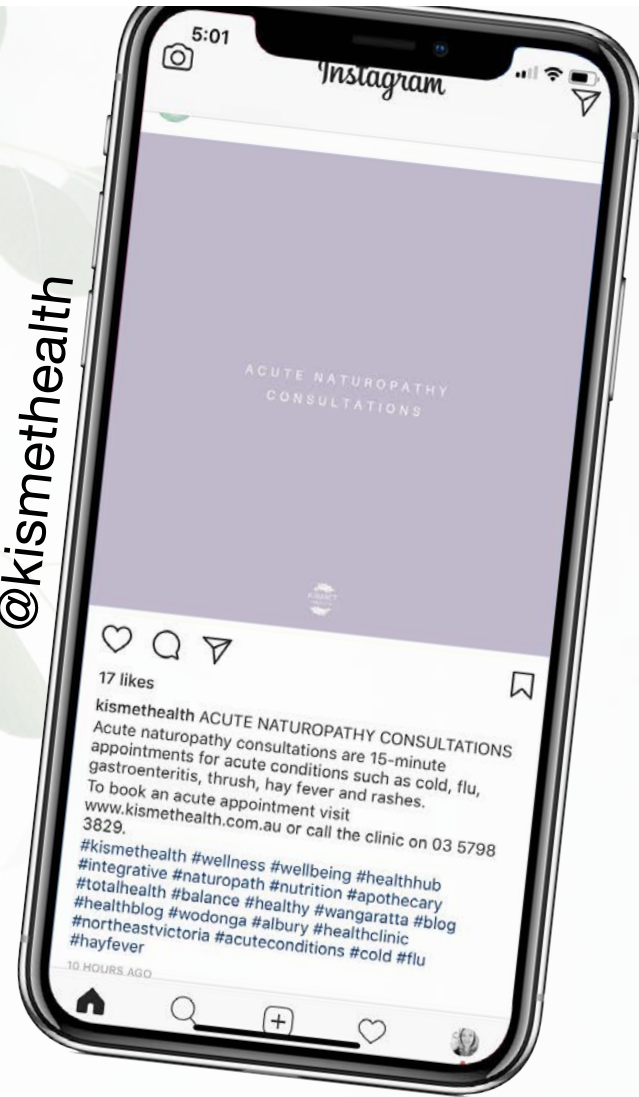 @kismethealth
5:01
Instagram
ACUTE NATUROPATHY
CONSULTATIONS
KISMET
17 likes
kismethealth ACUTE NATUROPATHY CONSULTATIONS
Acute naturopathy consultations are 15-minute
appointments for acute conditions such as cold, flu,
gastroenteritis, thrush, hay fever and rashes.
To book an acute appointment visit
www.kismethealth.com.au or call the clinic on 03 5798
3829.
#kismethealth #wellness #wellbeing #healthhub
#integrative #naturopath #nutrition #apothecary
#totalhealth #balance #healthy #wangaratta #blog
#healthblog #wodonga #albury #healthclinic
#northeastvictoria #acuteconditions #cold #flu
#hayfever
10 HOURS AGO